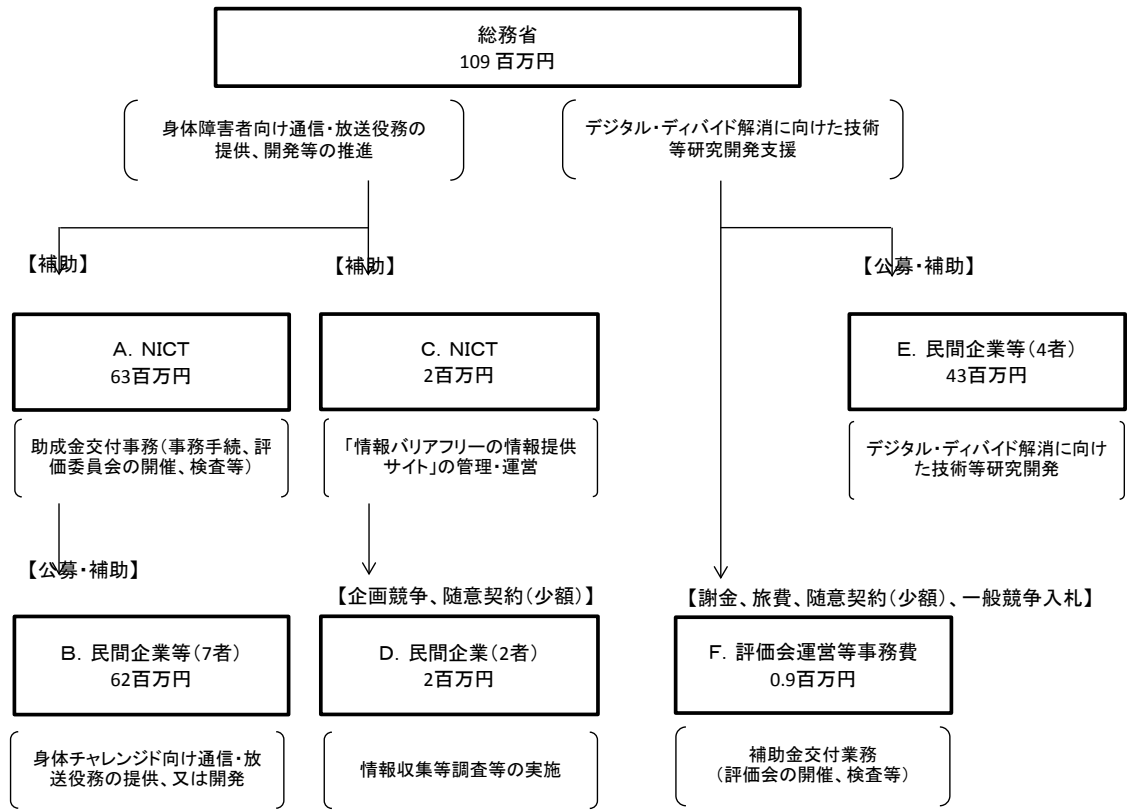 総務省
109 百万円
身体障害者向け通信・放送役務の
提供、開発等の推進
デジタル・ディバイド解消に向けた技術
等研究開発支援
【補助】
【補助】
【公募・補助】
A. NICT
63百万円
C. NICT
2百万円
E. 民間企業等(4者)
43百万円
助成金交付事務(事務手続、評
価委員会の開催、検査等)
「情報バリアフリーの情報提供
サイト」の管理・運営
デジタル・ディバイド解消に向け
た技術等研究開発
【公募・補助】
【企画競争、随意契約(少額)】
【謝金、旅費、随意契約(少額)、一般競争入札】
B. 民間企業等(7者)
62百万円
D. 民間企業(2者)
2百万円
F. 評価会運営等事務費
0.9百万円
身体チャレンジド向け通信・放
送役務の提供、又は開発
情報収集等調査等の実施
補助金交付業務
(評価会の開催、検査等)